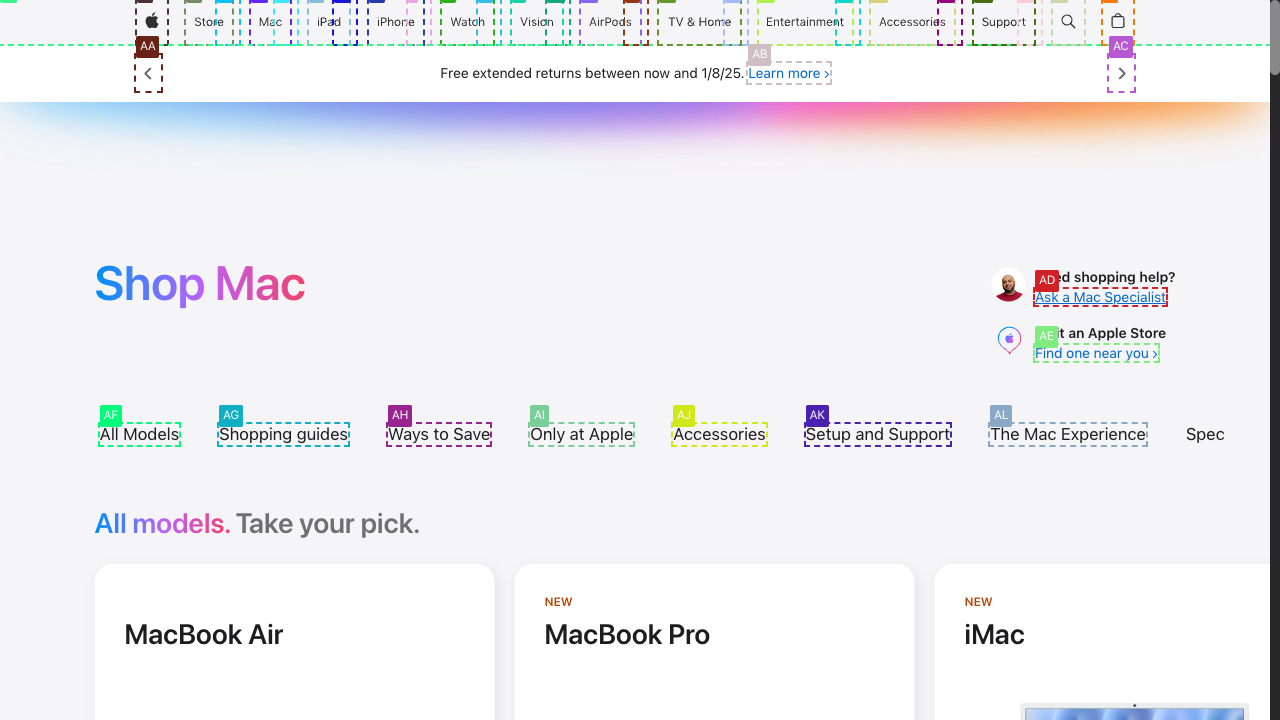 Store Mac iPad iPhone Watch Vision AirPods TV & Home Entertainment Accessories Support
AA
AB
AC
Free extended returns between now and 1/8/25. Learn more ›
Shop Mac
AD
ed shopping help?
Ask a Mac Specialist
AE
it an Apple Store
Find one near you ›
AF AG AH AI AJ AK AL
All Models Shopping guides Ways to Save Only at Apple Accessories Setup and Support The Mac Experience Spec
All models. Take your pick.
MacBook Air
NEW
MacBook Pro
NEW
iMac